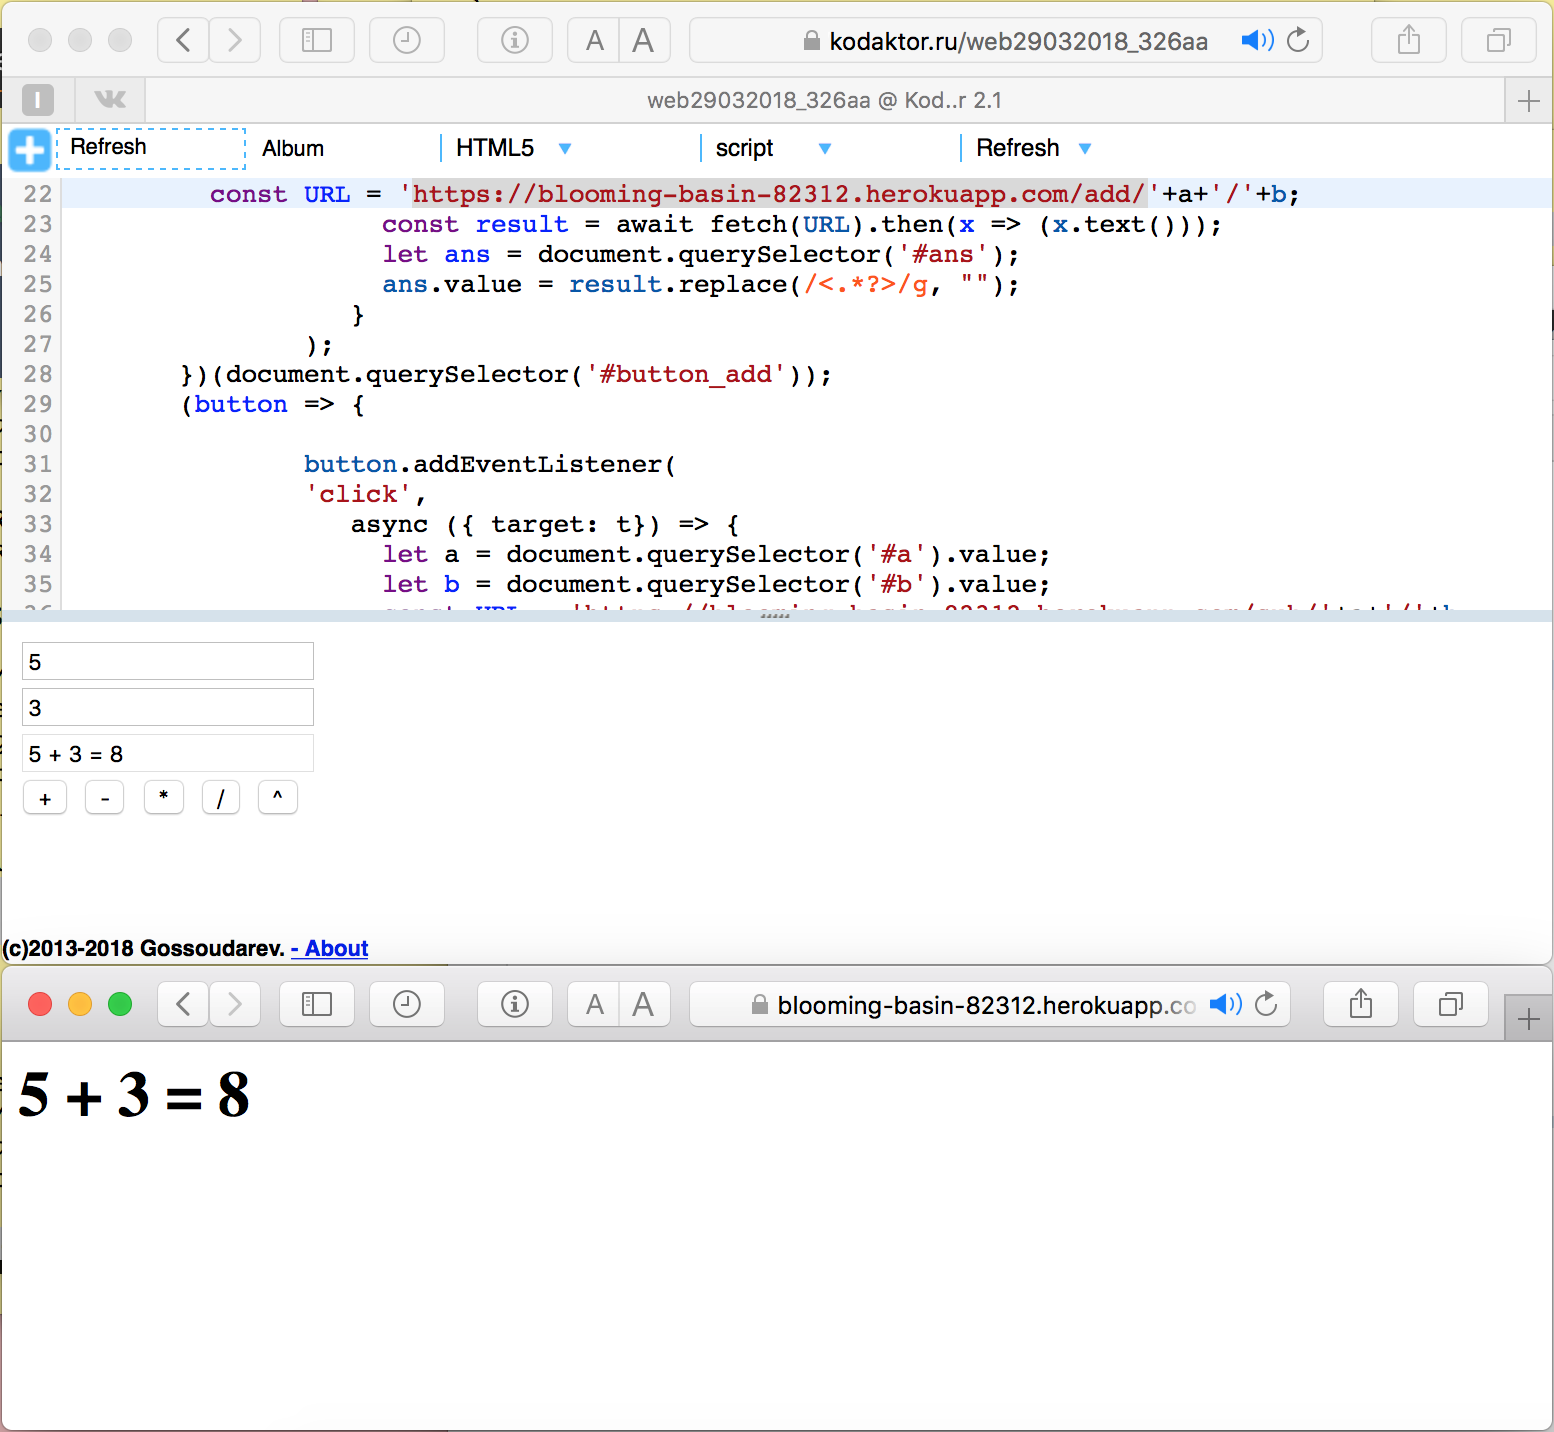 A A kodaktor.ru/web29032018_326aa
I web29032018_326aa @ Kod..r 2.1
Refresh Album HTML5 script Refresh
22 const URL = 'https://blooming-basin-82312.herokuapp.com/add/'+a+'/'+b;
23 const result = await fetch(URL).then(x => (x.text()));
24 let ans = document.querySelector('#ans');
25 ans.value = result.replace(/<.*?>/g, "");
26 }
27 );
28 })(document.querySelector('#button_add'));
29 (button => {
30
31 button.addEventListener(
32 'click',
33 async ({ target: t}) => {
34 let a = document.querySelector('#a').value;
35 let b = document.querySelector('#b').value;
5
3
5 + 3 = 8
+ - * / ^
(c)2013-2018 Gossoudarev. - About
A A blooming-basin-82312.herokuapp.co
5 + 3 = 8